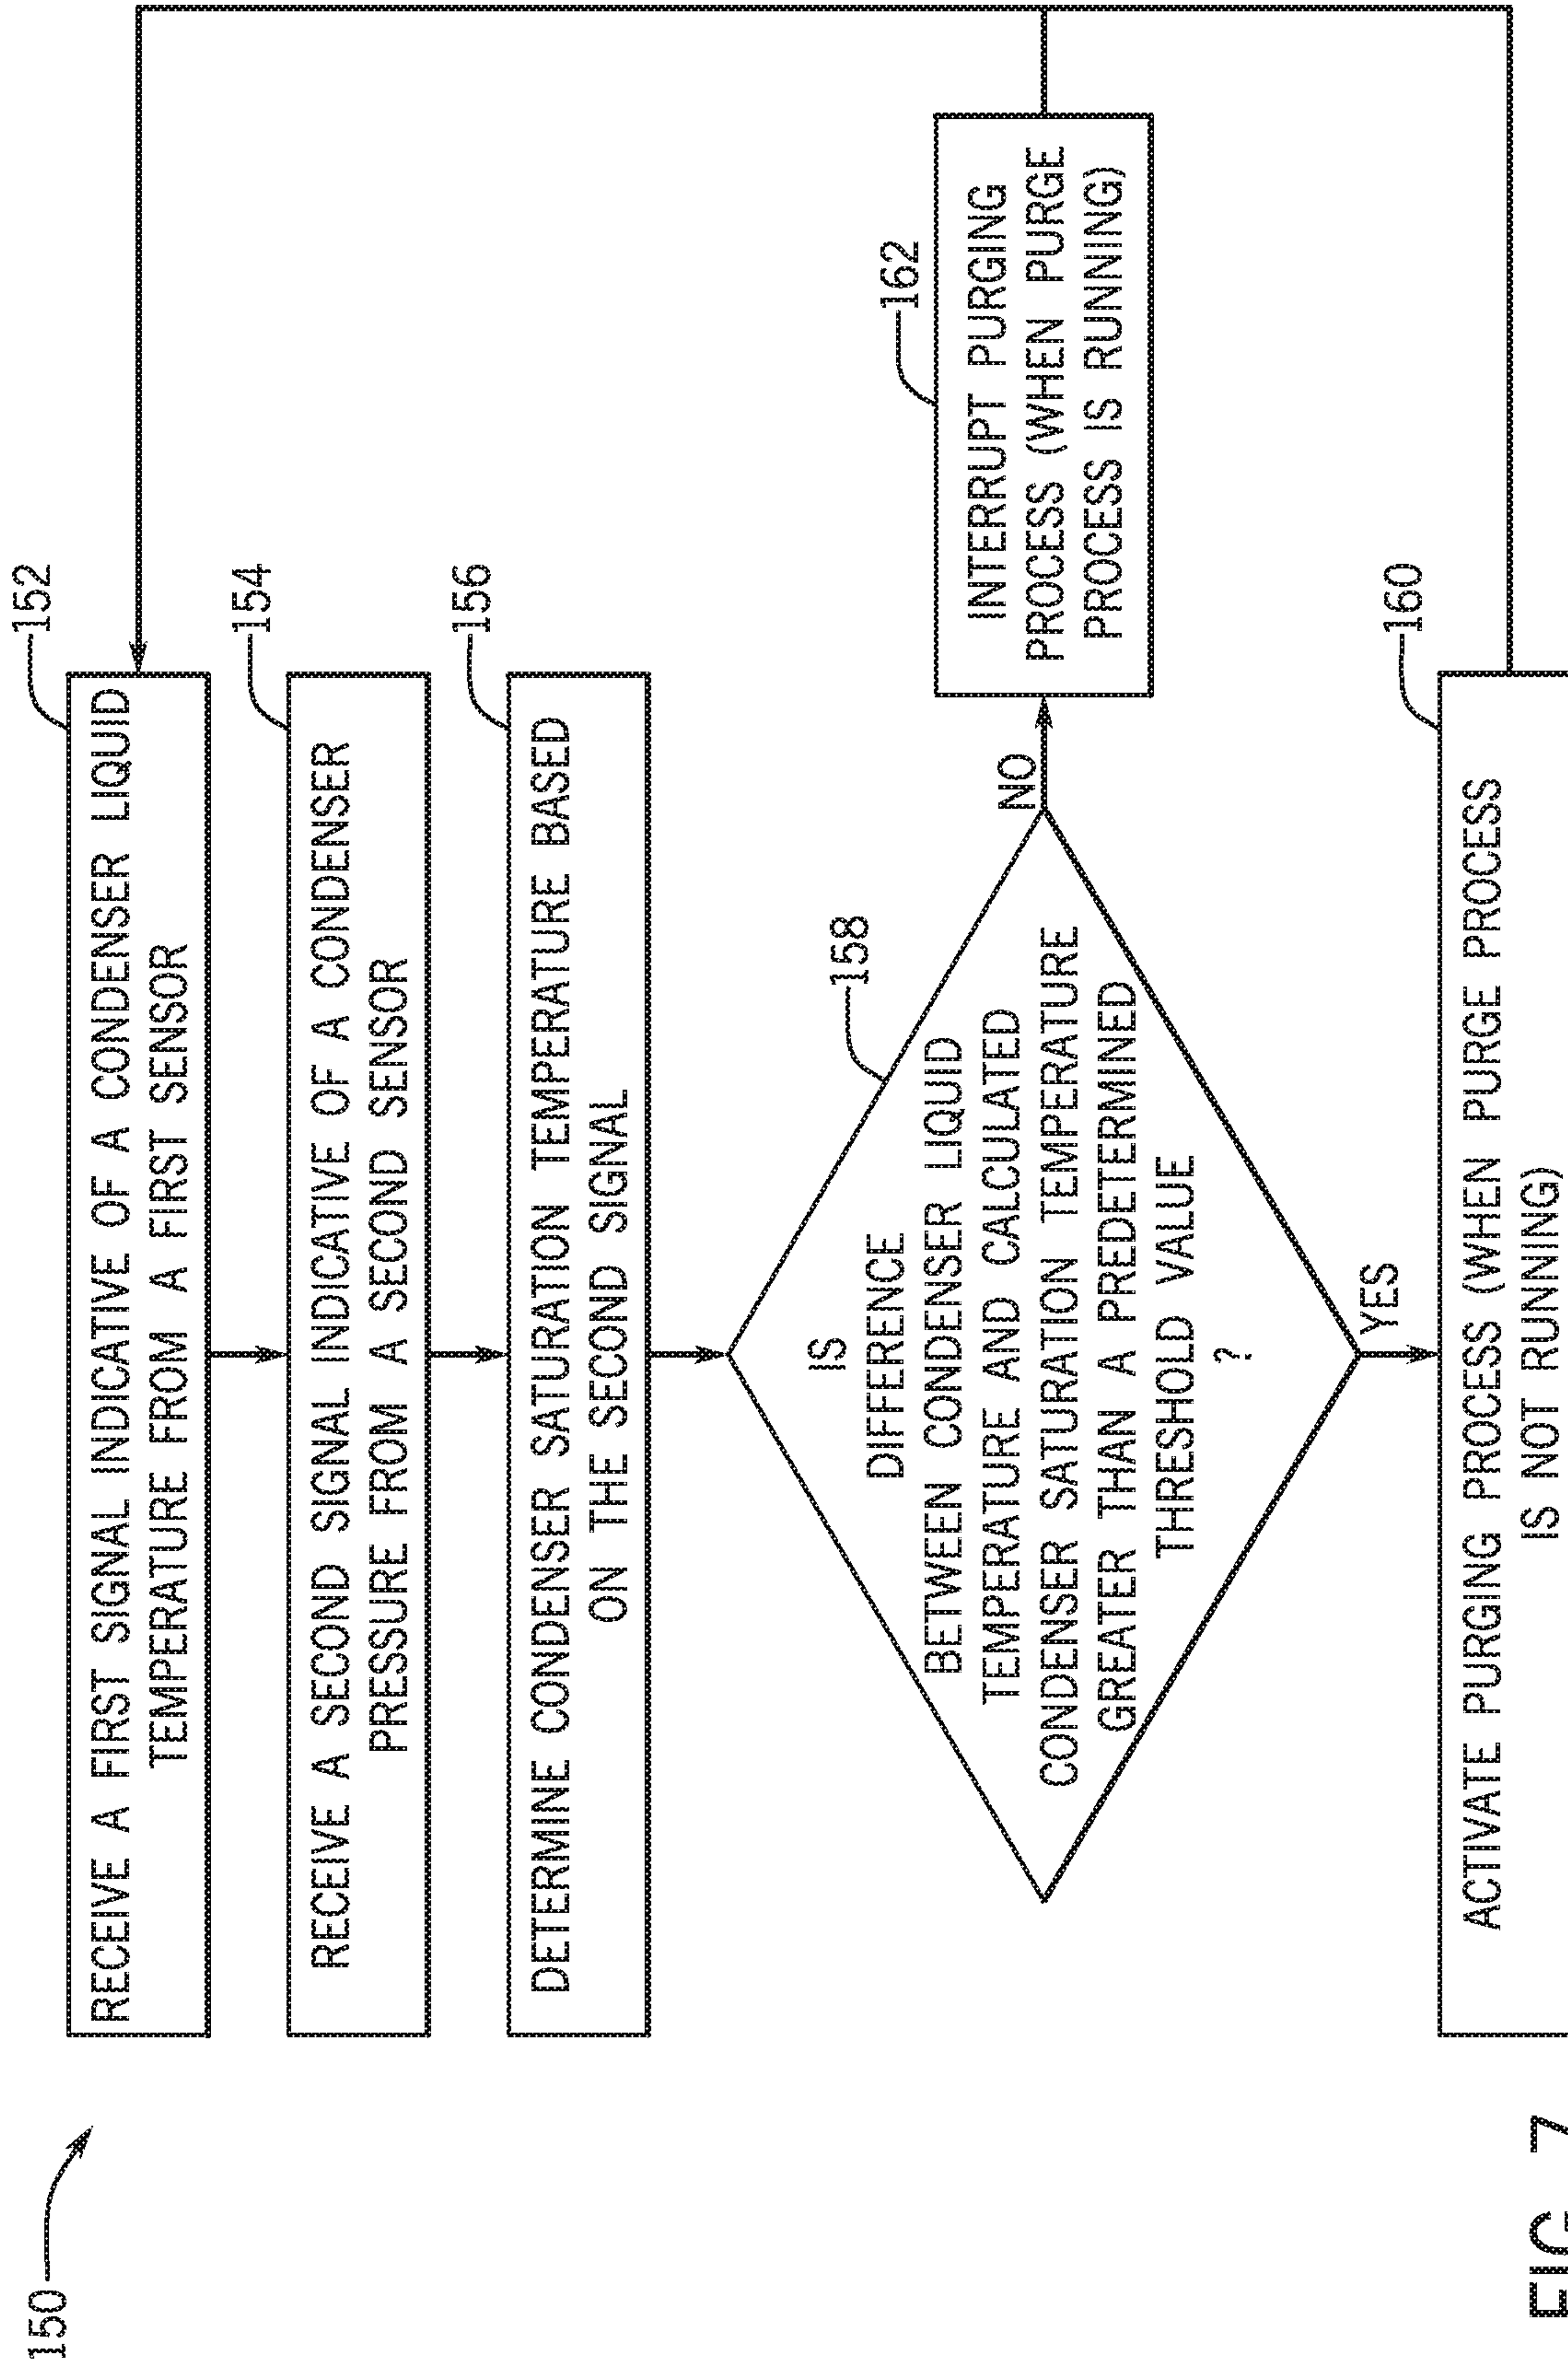 150
152
RECEIVE A FIRST SIGNAL INDICATIVE OF A CONDENSER LIQUID
TEMPERATURE FROM A FIRST SENSOR
154
RECEIVE A SECOND SIGNAL INDICATIVE OF A CONDENSER
PRESSURE FROM A SECOND SENSOR
156
DETERMINE CONDENSER SATURATION TEMPERATURE BASED
ON THE SECOND SIGNAL
158
IS
DIFFERENCE
BETWEEN CONDENSER LIQUID
TEMPERATURE AND CALCULATED
CONDENSER SATURATION TEMPERATURE
GREATER THAN A PREDETERMINED
THRESHOLD VALUE
?
NO
162
INTERRUPT PURGING
PROCESS (WHEN PURGE
PROCESS IS RUNNING)
YES
160
ACTIVATE PURGING PROCESS (WHEN PURGE PROCESS
IS NOT RUNNING)
FIG. 7